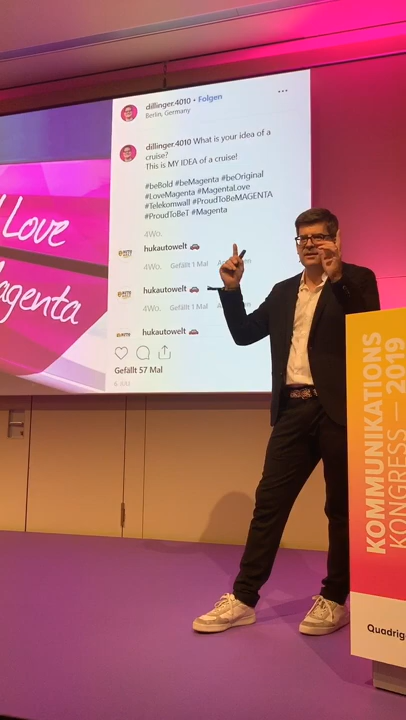 I Love
Magenta
dillinger.4010 • Folgen
Berlin, Germany
dillinger.4010 What is your idea of a
cruise?
This is MY IDEA of a cruise!
#beBold #beMagenta #beOriginal
#LoveMagenta #MagentaLove
#Telekomwall #ProudToBeMAGENTA
#ProudToBeT #Magenta
4Wo.
hukautowelt 🚗
4Wo. Gefällt 1 Mal
hukautowelt 🚗
4Wo. Gefällt 1 Mal
hukautowelt 🚗
Gefällt 57 Mal
6. JULI
KOMMUNIKATIONS
KONGRESS — 2019
Quadrig